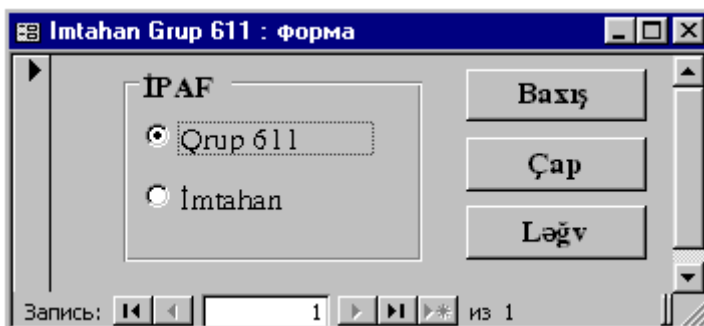 Imtahan Grup 611 : форма
İPAF
Qrup 611
İmtahan
Baxış
Çap
Ləğv
Запись: 1 из 1